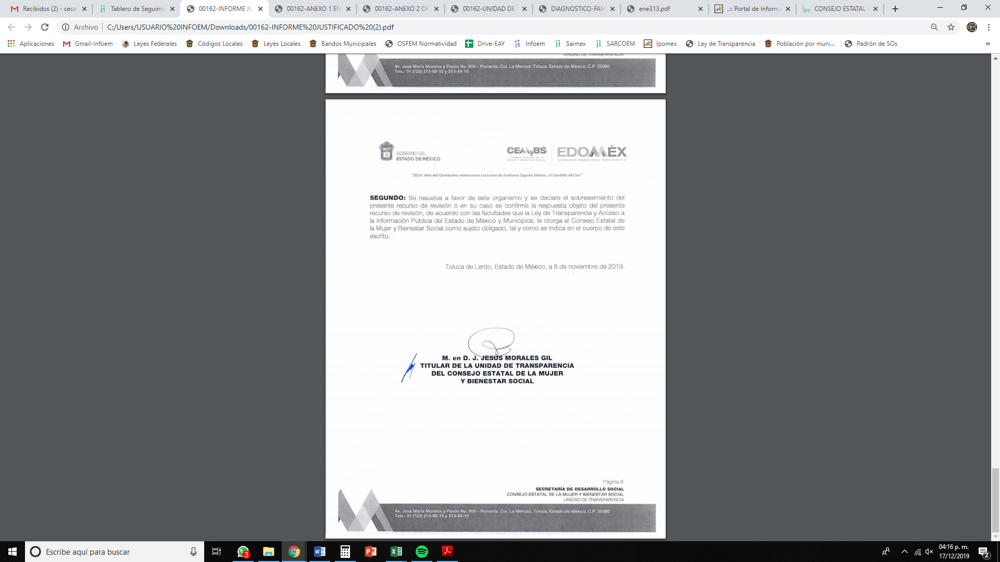 Recibidos (2) - cesa
Tablero de Seguimie
00162-INFORME JU
00162-ANEXO 1 EN
00162-ANEXO 2 OF
00162-UNIDAD DE
DIAGNOSTICO-FAM
ene313.pdf
..:: Portal de Informa
CONSEJO ESTATAL
Archivo | C:/Users/USUARIO%20INFOEM/Downloads/00162-INFORME%20JUSTIFICADO%20(2).pdf
Aplicaciones
Gmail-Infoem
Leyes Federales
Códigos Locales
Leyes Locales
Bandos Municipales
OSFEM Normatividad
Drive-EAY
Infoem
Saimex
SARCOEM
Ipomex
Ley de Transparencia
Población por muni...
Padrón de SOs
»
UNIDAD DE TRANSPARENCIA
Av. José María Morelos y Pavón No. 809 – Poniente, Col. La Merced, Toluca, Estado de México, C.P. 50080
Tels.: 01 (722) 213-89-15 y 213-89-16
GOBIERNO DEL
ESTADO DE MÉXICO
CEMyBS
CONSEJO ESTATAL DE LA
MUJER Y BIENESTAR SOCIAL
EDOMÉX
DECISIONES FIRMES, RESULTADOS FUERTES.
"2019. Año del Centésimo Aniversario Luctuoso de Emiliano Zapata Salazar, el Caudillo del Sur"
SEGUNDO: Se resuelva a favor de este organismo y se declare el sobreseimiento del
presente recurso de revisión o en su caso se confirme la respuesta objeto del presente
recurso de revisión, de acuerdo con las facultades que la Ley de Transparencia y Acceso a
la Información Pública del Estado de México y Municipios, le otorga al Consejo Estatal de
la Mujer y Bienestar Social como sujeto obligado, tal y como se indica en el cuerpo de este
escrito.
Toluca de Lerdo, Estado de México, a 8 de noviembre de 2019.
M. en D. J. JESÚS MORALES GIL
TITULAR DE LA UNIDAD DE TRANSPARENCIA
DEL CONSEJO ESTATAL DE LA MUJER
Y BIENESTAR SOCIAL
Página 8
SECRETARÍA DE DESARROLLO SOCIAL
CONSEJO ESTATAL DE LA MUJER Y BIENESTAR SOCIAL
UNIDAD DE TRANSPARENCIA
Av. José María Morelos y Pavón No. 809 – Poniente, Col. La Merced, Toluca, Estado de México, C.P. 50080
Tels.: 01 (722) 213-89-15 y 213-89-16
Escribe aquí para buscar
3
04:16 p. m.
17/12/2019
2